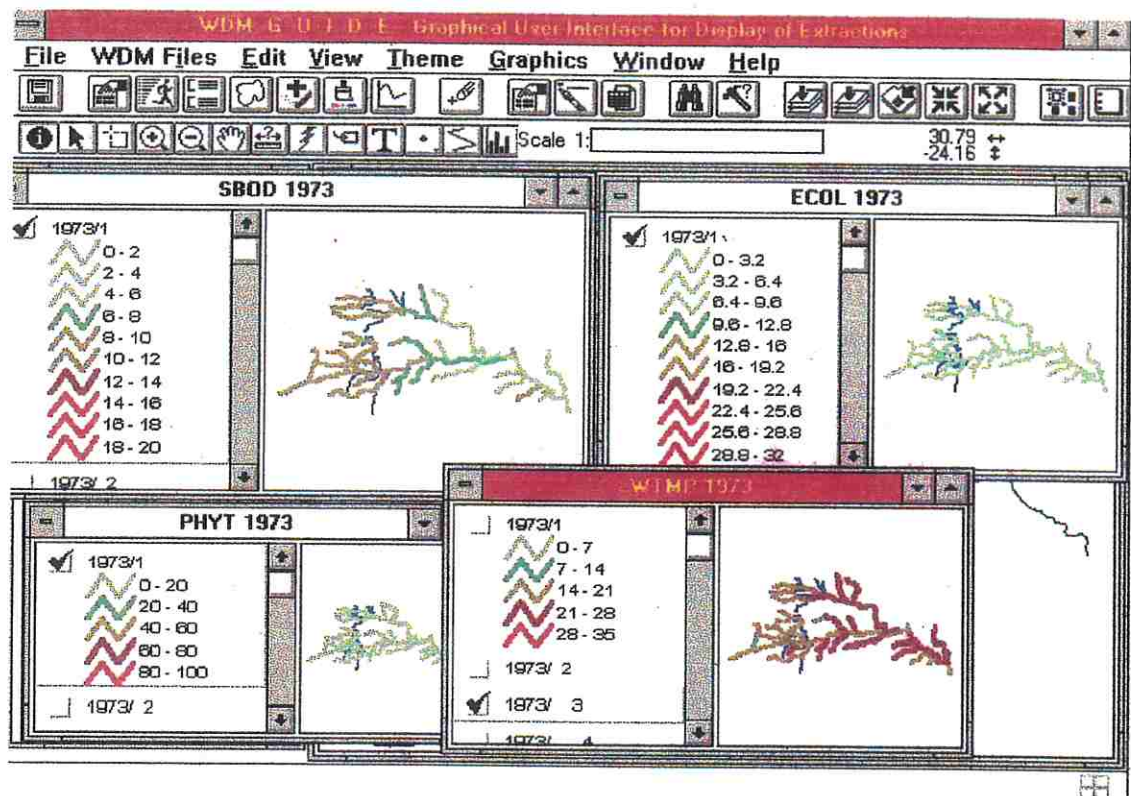 WDM G U I D E Graphical User Interface for Display of Extractions
File WDM Files Edit View Theme Graphics Window Help
Scale 1:
30.79
-24.16
SBOD 1973
1973/1
0 - 2
2 - 4
4 - 6
6 - 8
8 - 10
10 - 12
12 - 14
14 - 16
16 - 18
18 - 20
1973/ 2
ECOL 1973
1973/1
0 - 3.2
3.2 - 6.4
6.4 - 9.6
9.6 - 12.8
12.8 - 16
16 - 19.2
19.2 - 22.4
22.4 - 25.6
25.6 - 28.8
28.8 - 32
PHYT 1973
1973/1
0 - 20
20 - 40
40 - 60
60 - 80
80 - 100
1973/ 2
WTMP 1973
1973/1
0 - 7
7 - 14
14 - 21
21 - 28
28 - 35
1973/ 2
1973/ 3
1973/ 4